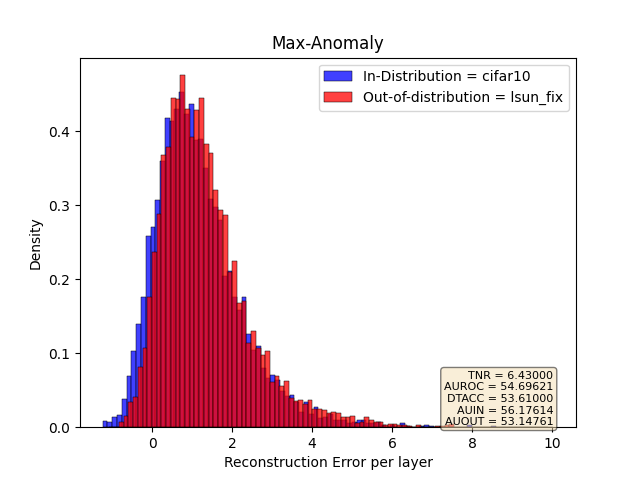 Max-Anomaly
In-Distribution = cifar10
Out-of-distribution = lsun_fix
Density
0.4
0.3
0.2
0.1
0.0
TNR = 6.43000
AUROC = 54.69621
DTACC = 53.61000
AUIN = 56.17614
AUOUT = 53.14761
0 2 4 6 8 10
Reconstruction Error per layer